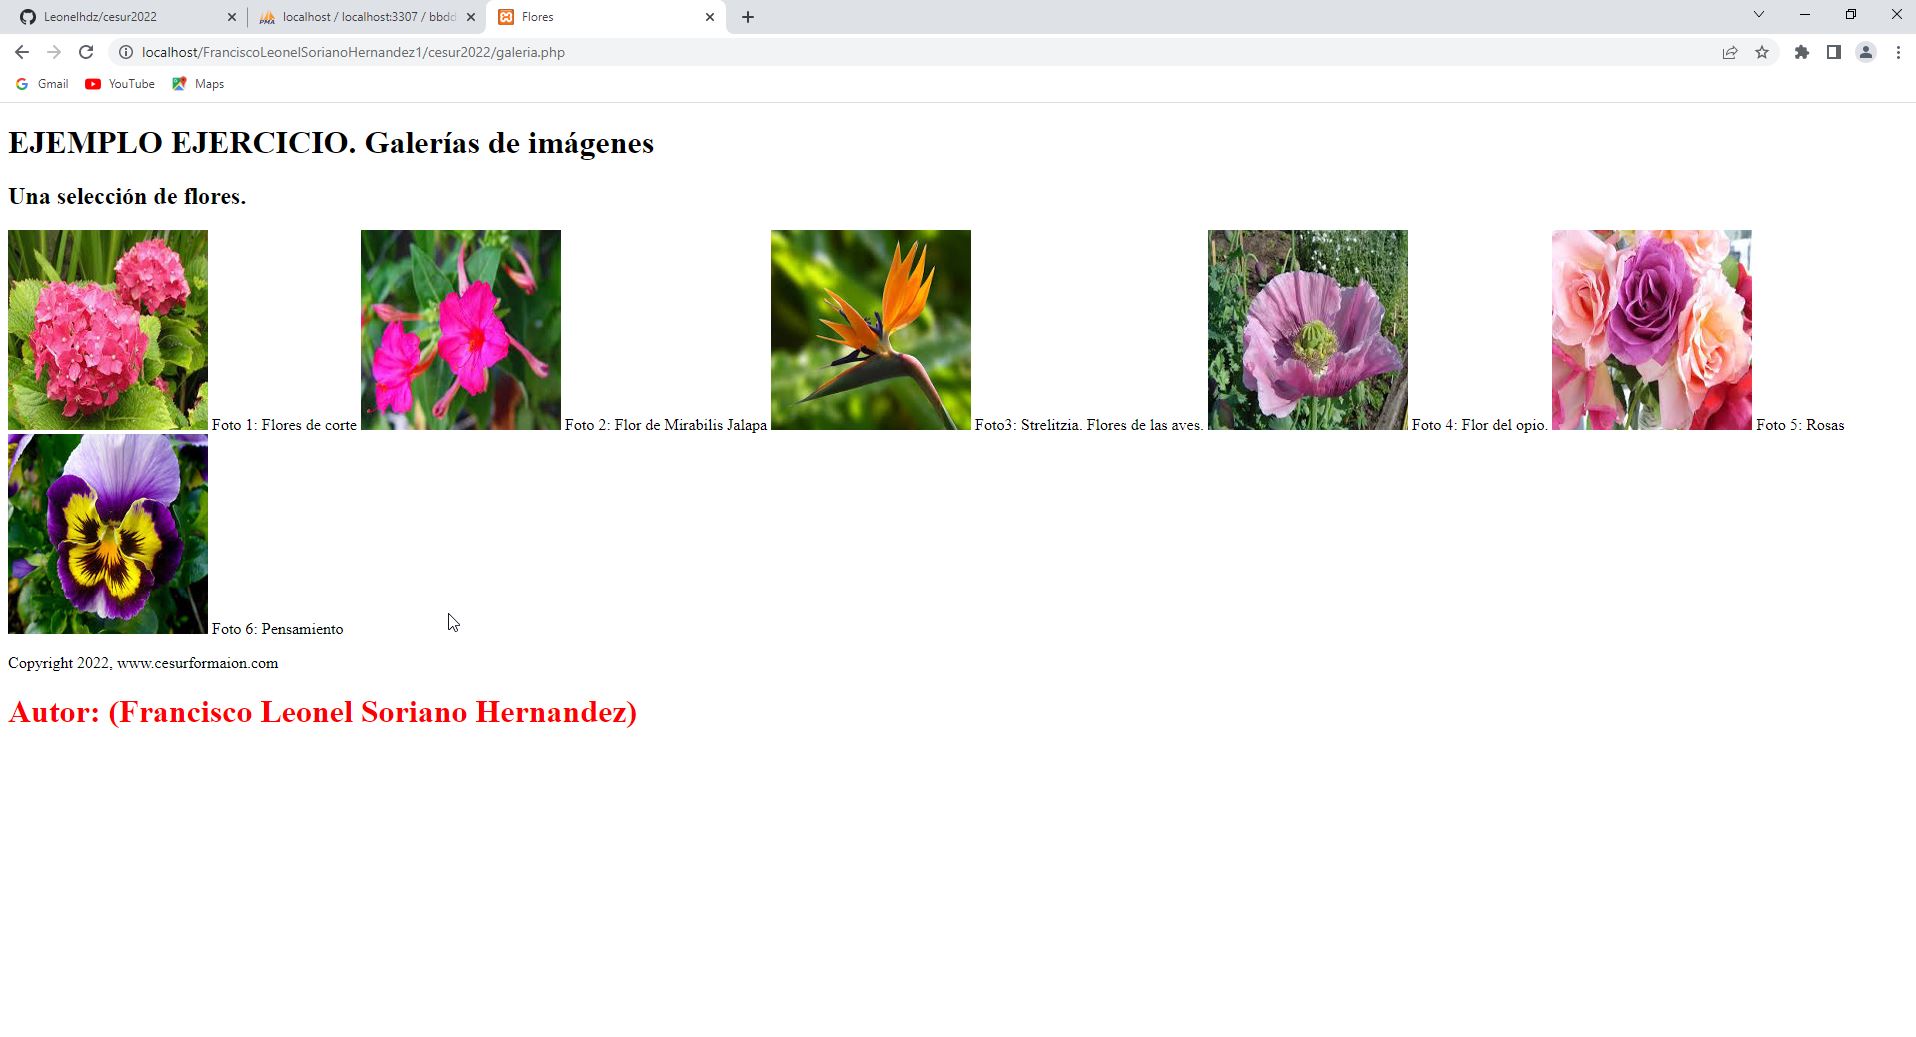 Leonelhdz/cesur2022
localhost / localhost:3307 / bbdd
Flores
localhost/FranciscoLeonelSorianoHernandez1/cesur2022/galeria.php
Gmail YouTube Maps
EJEMPLO EJERCICIO. Galerías de imágenes
Una selección de flores.
Foto 1: Flores de corte Foto 2: Flor de Mirabilis Jalapa Foto3: Strelitzia. Flores de las aves. Foto 4: Flor del opio. Foto 5: Rosas
Foto 6: Pensamiento
Copyright 2022, www.cesurformaion.com
Autor: (Francisco Leonel Soriano Hernandez)